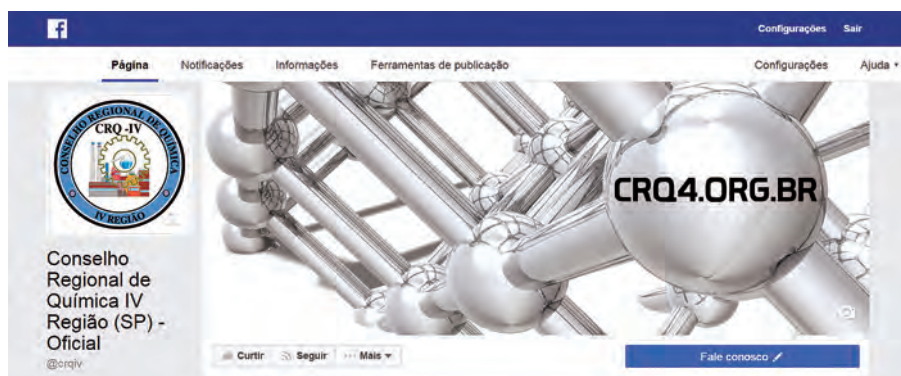 f
Configurações Sair
Página Notificações Informações Ferramentas de publicação Configurações Ajuda
CONSELHO REGIONAL DE QUÍMICA
CRQ-IV
IV REGIÃO
CRQ4.ORG.BR
Conselho
Regional de
Química IV
Região (SP) -
Oficial
@crqiv
Curtir Seguir ··· Mais
Fale conosco